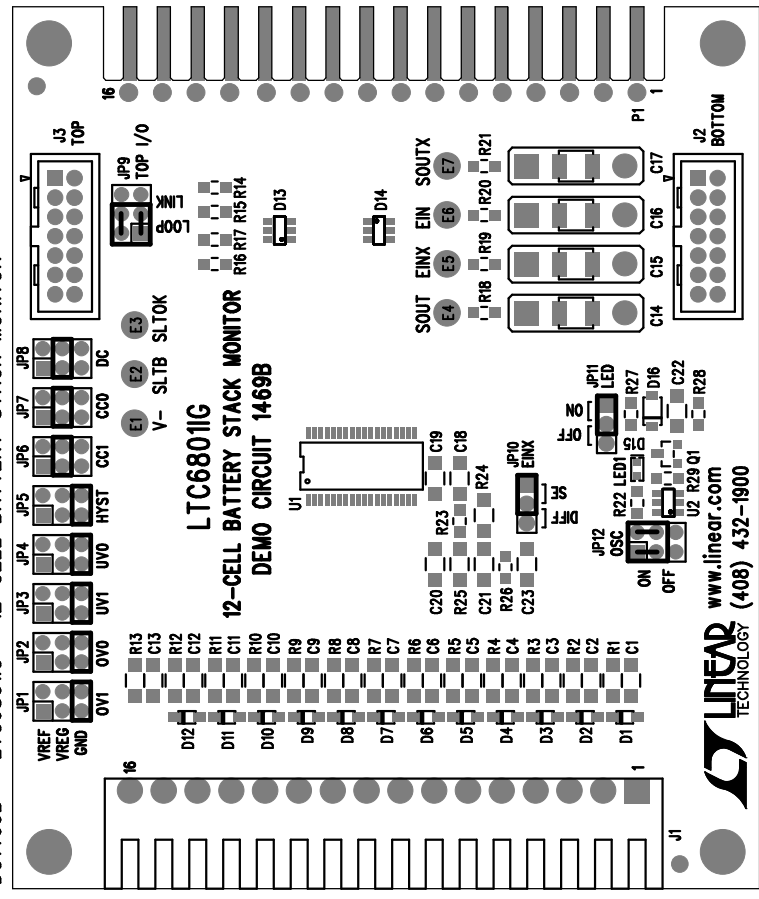 16
1
P1
J3
TOP
JP9
TOP I/O
LINK
LOOP
R14
R15
R17
R16
D13
D14
SOUTX
E7
R21
C17
EIN
E6
R20
C16
EINX
E5
R19
C15
SOUT
E4
R18
C14
J2
BOTTOM
E3
SLTOK
E2
SLTB
E1
V-
JP8
DC
JP7
CC0
JP6
CC1
JP5
HYST
JP4
UV0
JP3
UV1
JP2
OV0
JP1
OV1
VREF
VREG
GND
LTC6801IG
12-CELL BATTERY STACK MONITOR
DEMO CIRCUIT 1469B
U1
C19
C18
R24
R23
C20
R25
C21
R26
C23
JP10
EINX
SE
DIFF
JP11
LED
ON
OFF
R27
D16
C22
R28
D15
LED1
R22
U2
R29
Q1
JP12
OSC
ON
OFF
R13
C13
R12
C12
R11
C11
R10
C10
R9
C9
R8
C8
R7
C7
R6
C6
R5
C5
R4
C4
R3
C3
R2
C2
R1
C1
D12
D11
D10
D9
D8
D7
D6
D5
D4
D3
D2
D1
LINEAR
TECHNOLOGY
www.linear.com
(408) 432-1900
16
1
J1